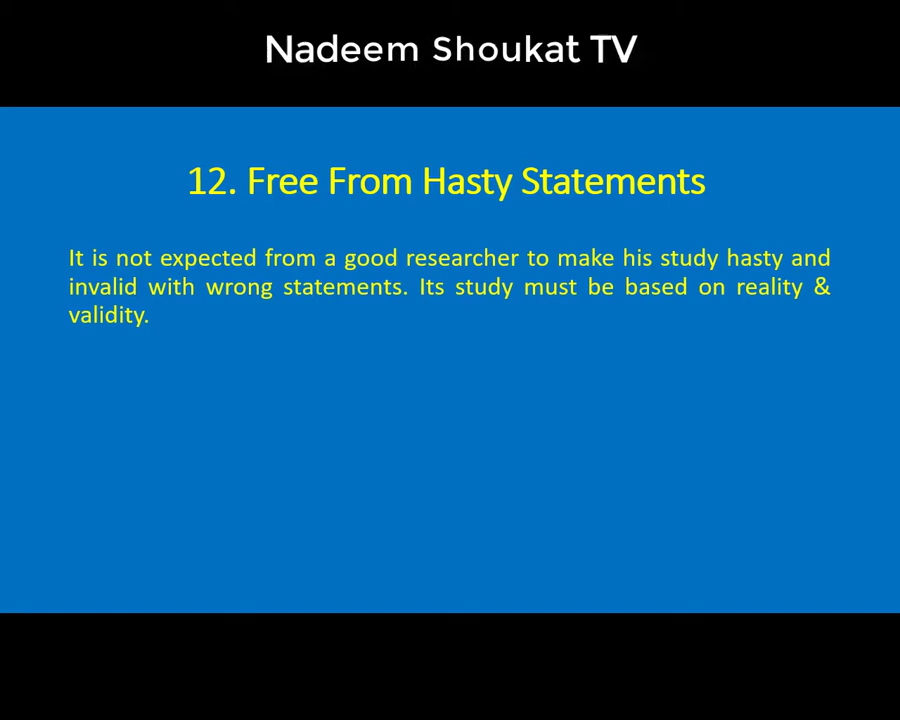 Nadeem Shoukat TV
12. Free From Hasty Statements
It is not expected from a good researcher to make his study hasty and
invalid with wrong statements. Its study must be based on reality &
validity.